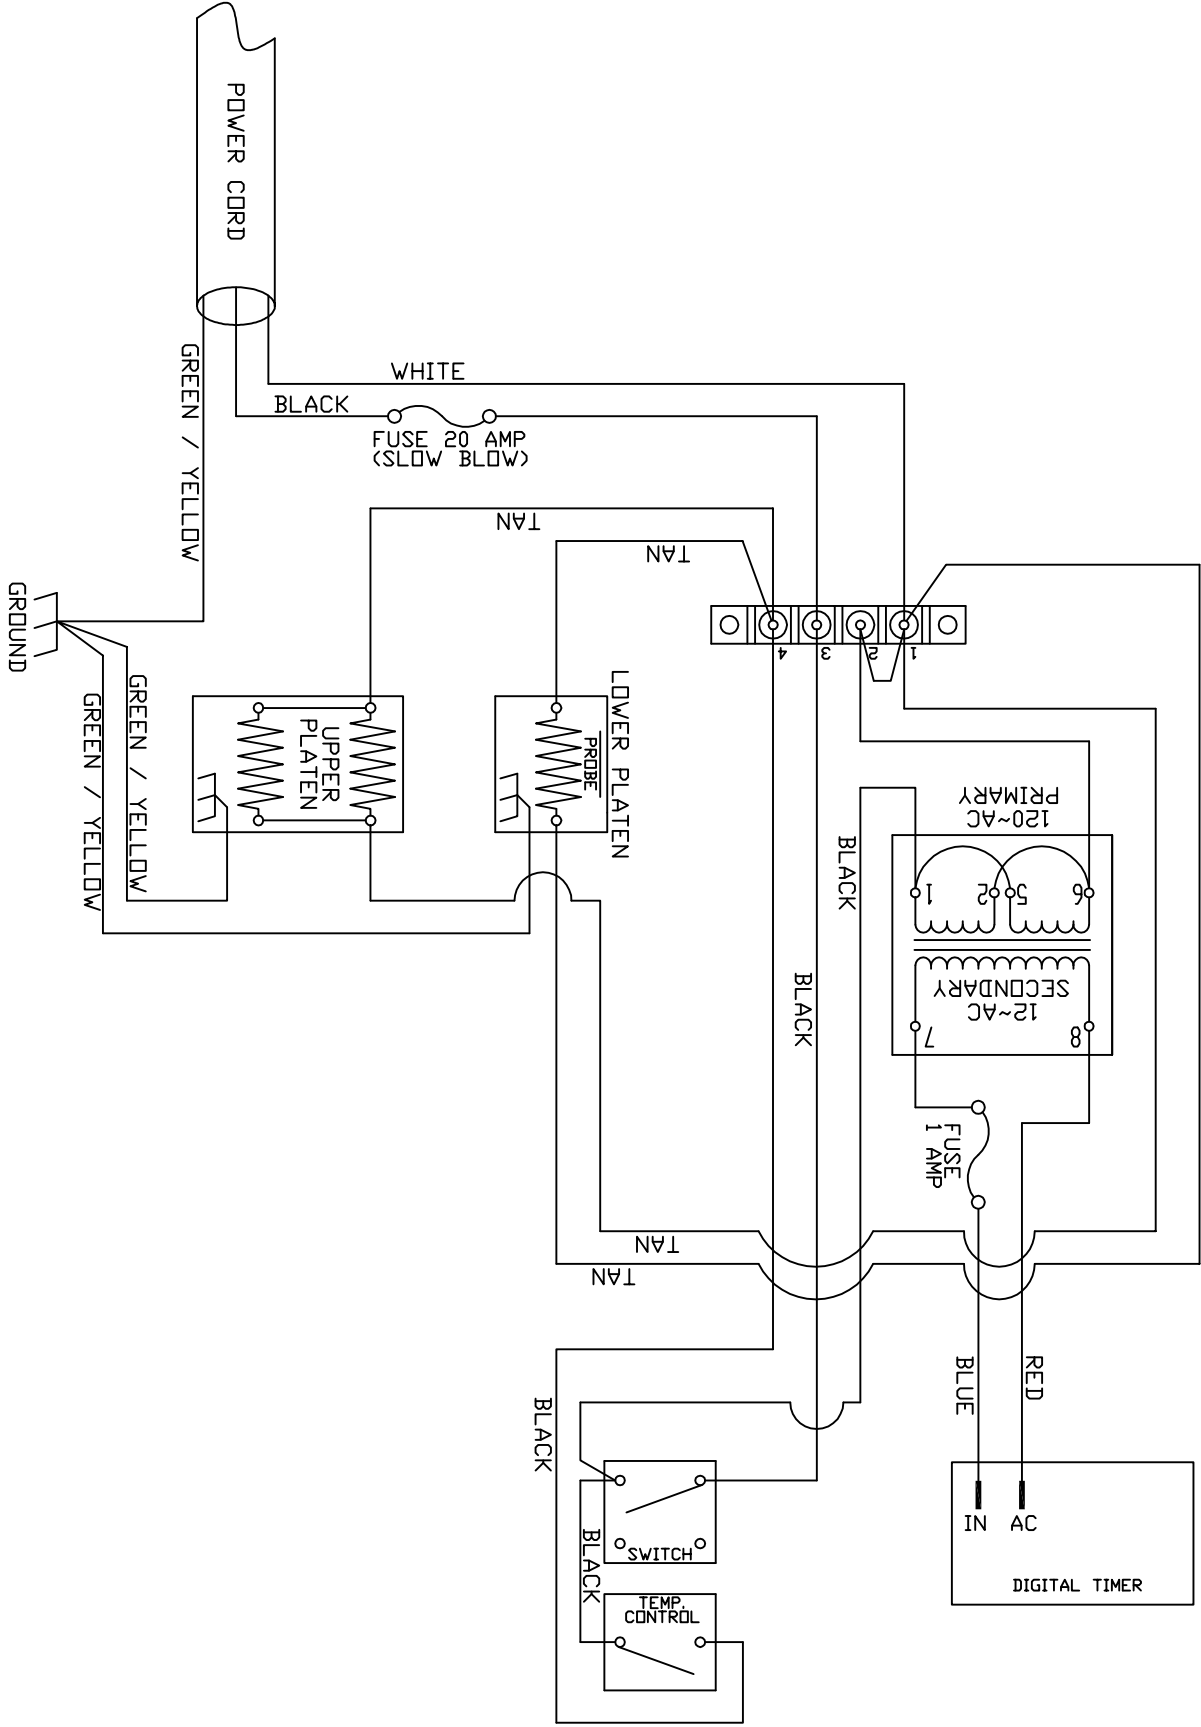 POWER CORD
WHITE
BLACK
FUSE 20 AMP
(SLOW BLOW)
GREEN / YELLOW
TAN
TAN
GROUND
4
3
2
1
GREEN / YELLOW
GREEN / YELLOW
UPPER
PLATEN
LOWER PLATEN
PROBE
PRIMARY
120~AC
BLACK
1
2
5
6
BLACK
SECONDARY
12~AC
7
8
FUSE
1 AMP
TAN
TAN
BLUE
RED
BLACK
IN
AC
DIGITAL TIMER
BLACK
SWITCH
TEMP.
CONTROL